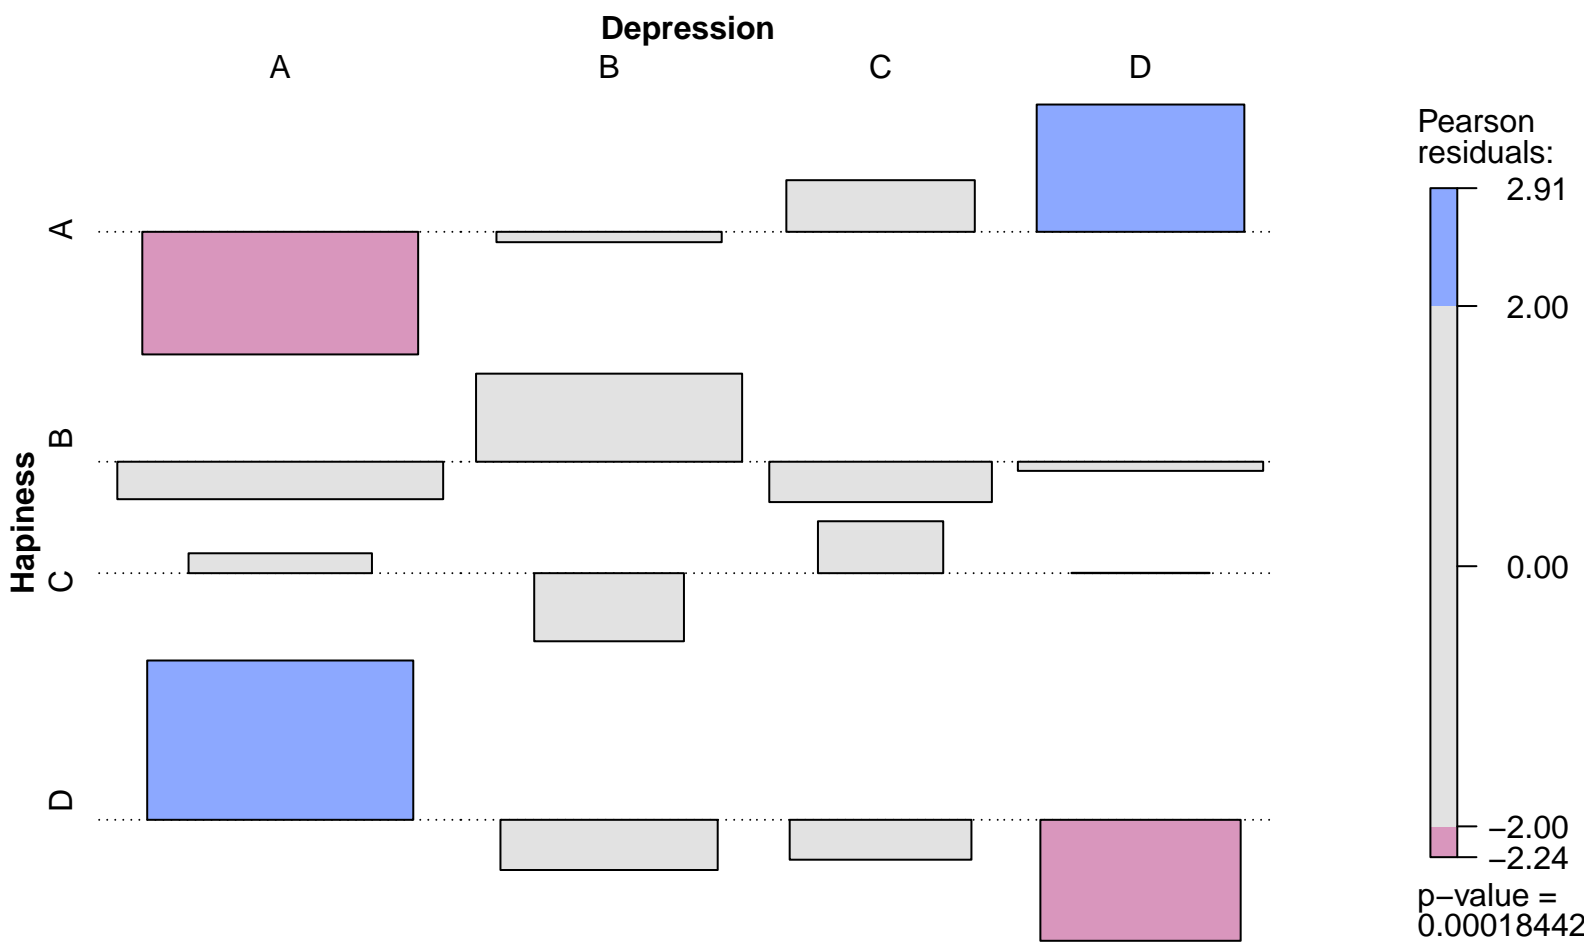 Depression
A B C D
Hapiness
A
B
C
D
Pearson
residuals:
2.91
2.00
0.00
−2.00
−2.24
p−value =
0.00018442